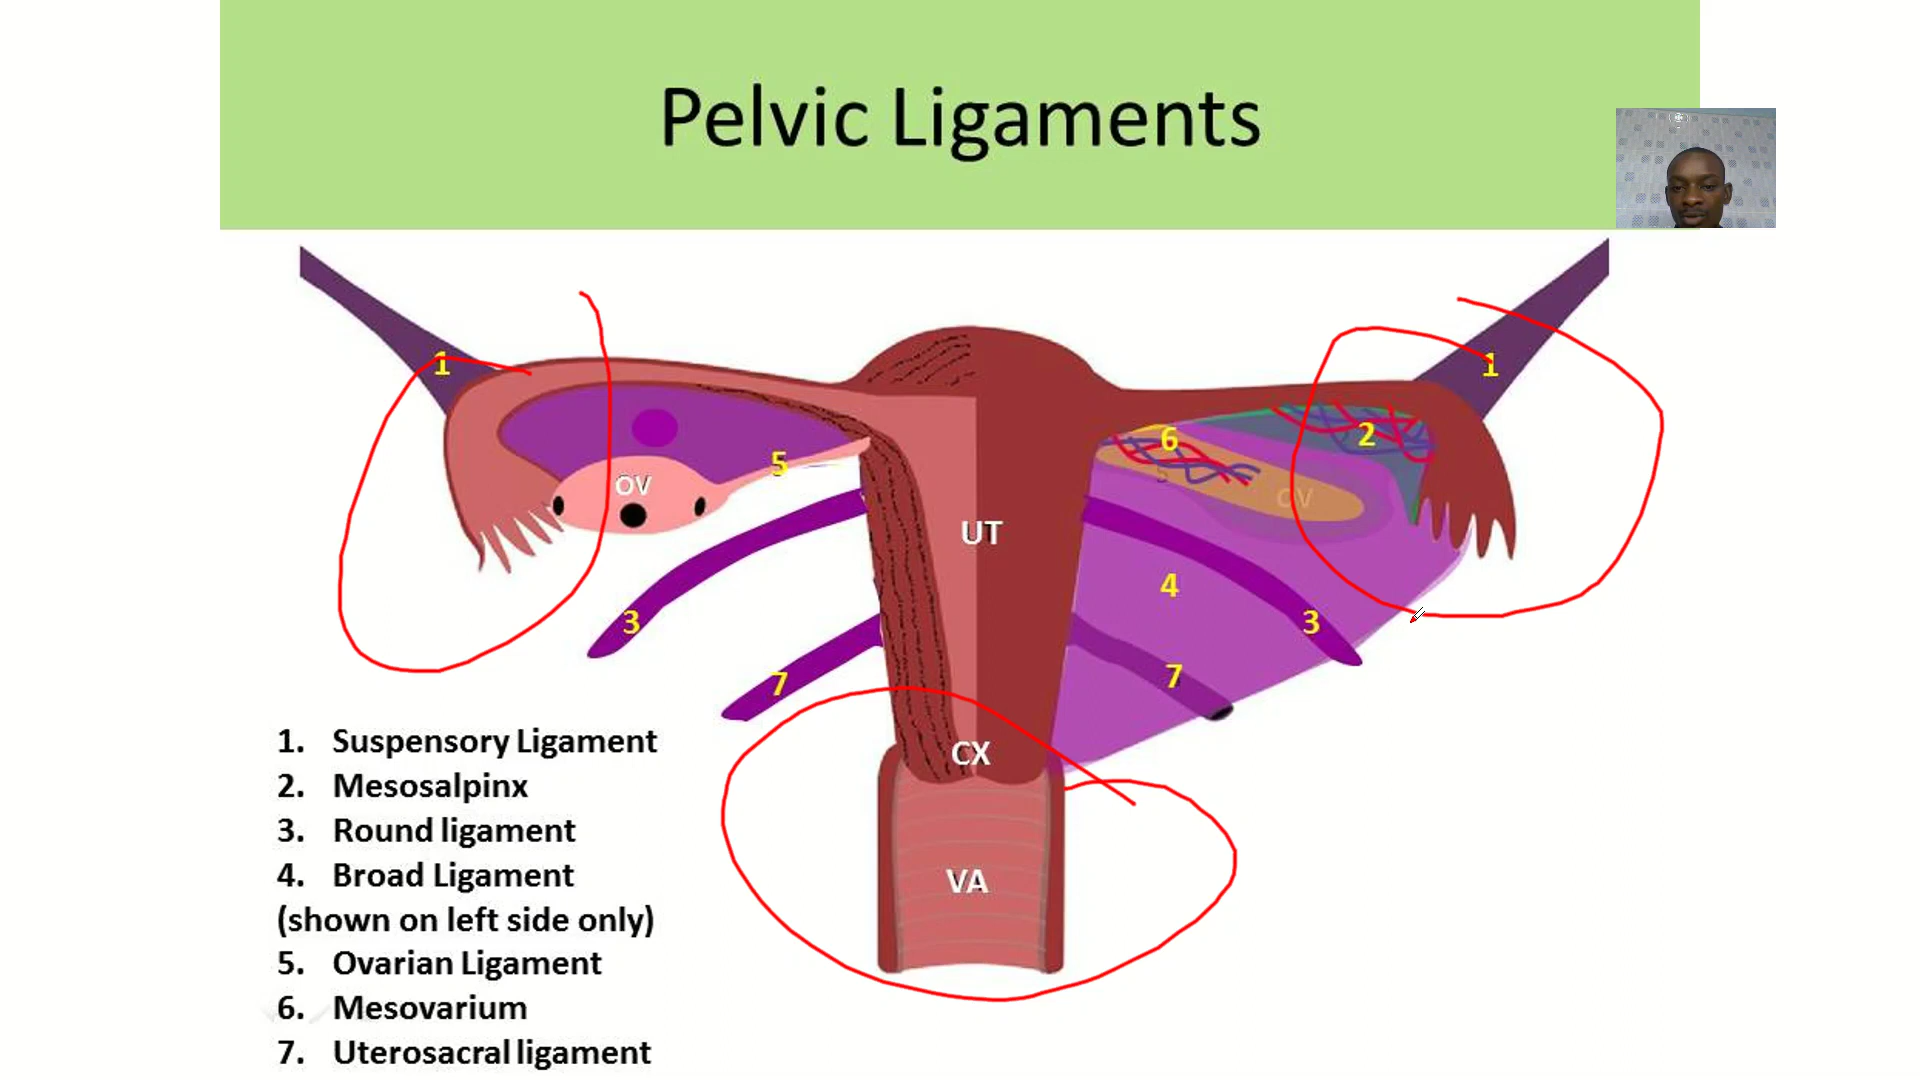 Pelvic Ligaments
1
1
2
6
5
5
OV
OV
UT
4
3
3
7
7
CX
VA
1. Suspensory Ligament
2. Mesosalpinx
3. Round ligament
4. Broad Ligament
(shown on left side only)
5. Ovarian Ligament
6. Mesovarium
7. Uterosacral ligament